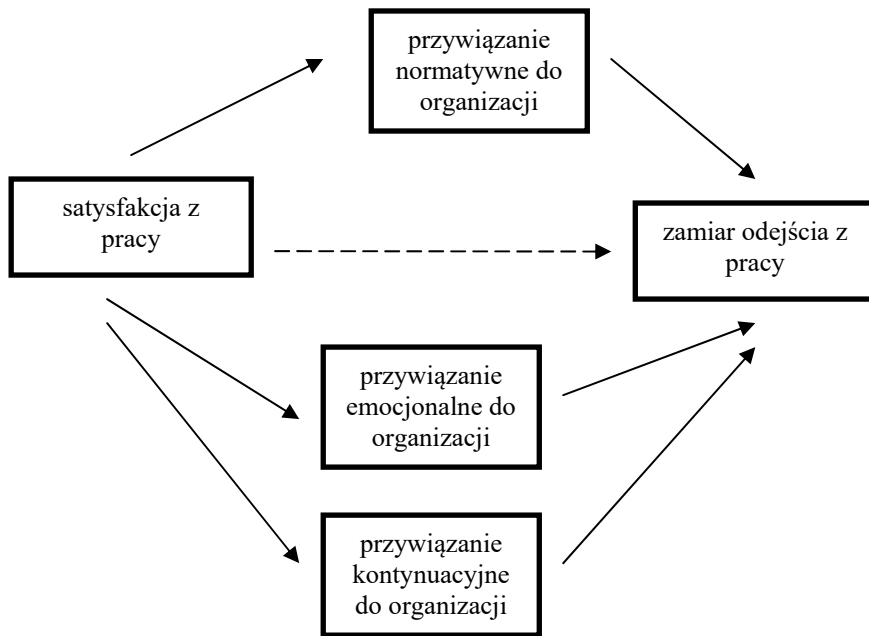 przywiązanie
normatywne do
organizacji
satysfakcja z
pracy
zamiar odejścia z
pracy
przywiązanie
emocjonalne do
organizacji
przywiązanie
kontynuacyjne
do organizacji